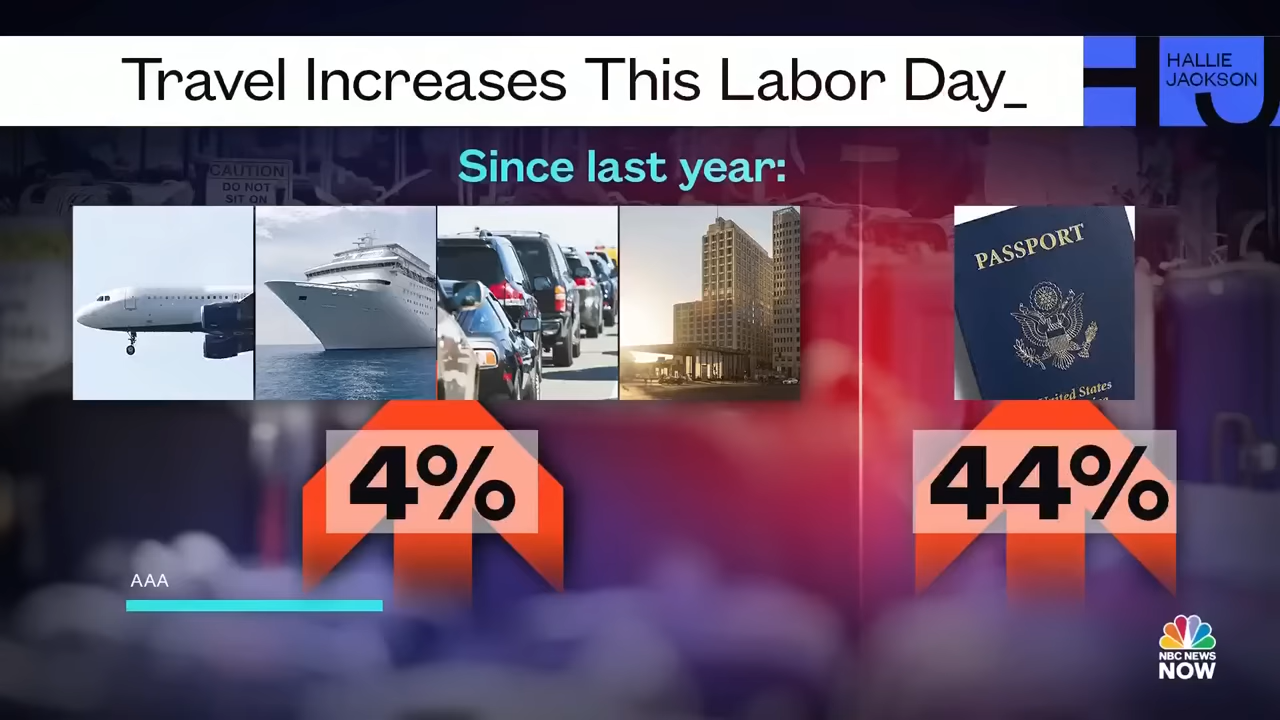 Travel Increases This Labor Day_
HALLIE
JACKSON
Since last year:
CAUTION
DO NOT
SIT ON
PASSPORT
United States
4%
44%
AAA
NBC NEWS
NOW